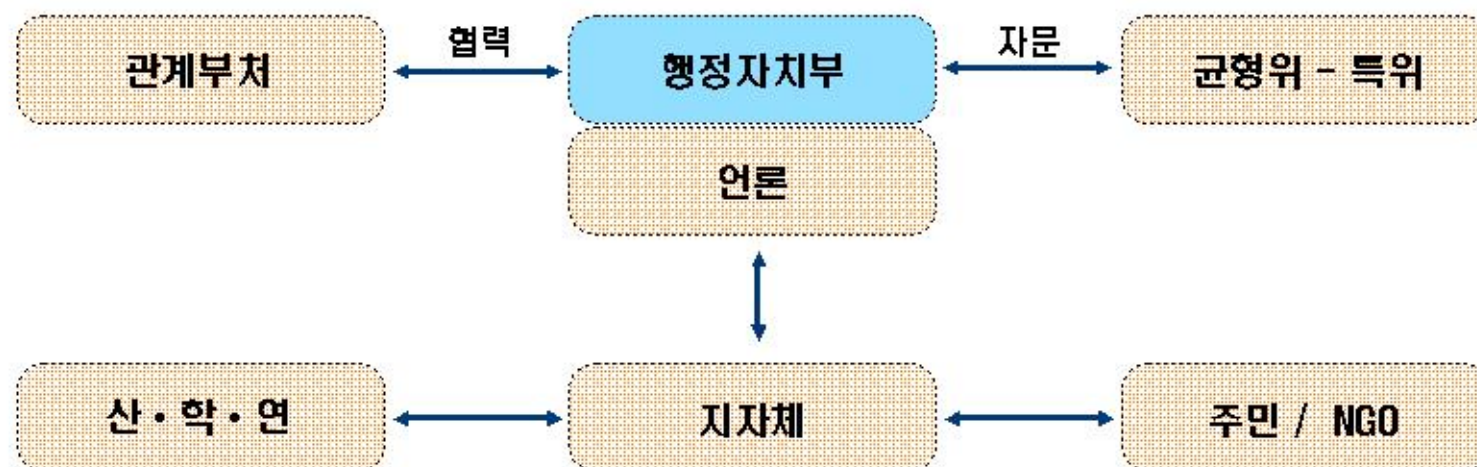 관계부처
협력
행정자치부
자문
균형위 - 특위
언론
산·학·연
지자체
주민 / NGO